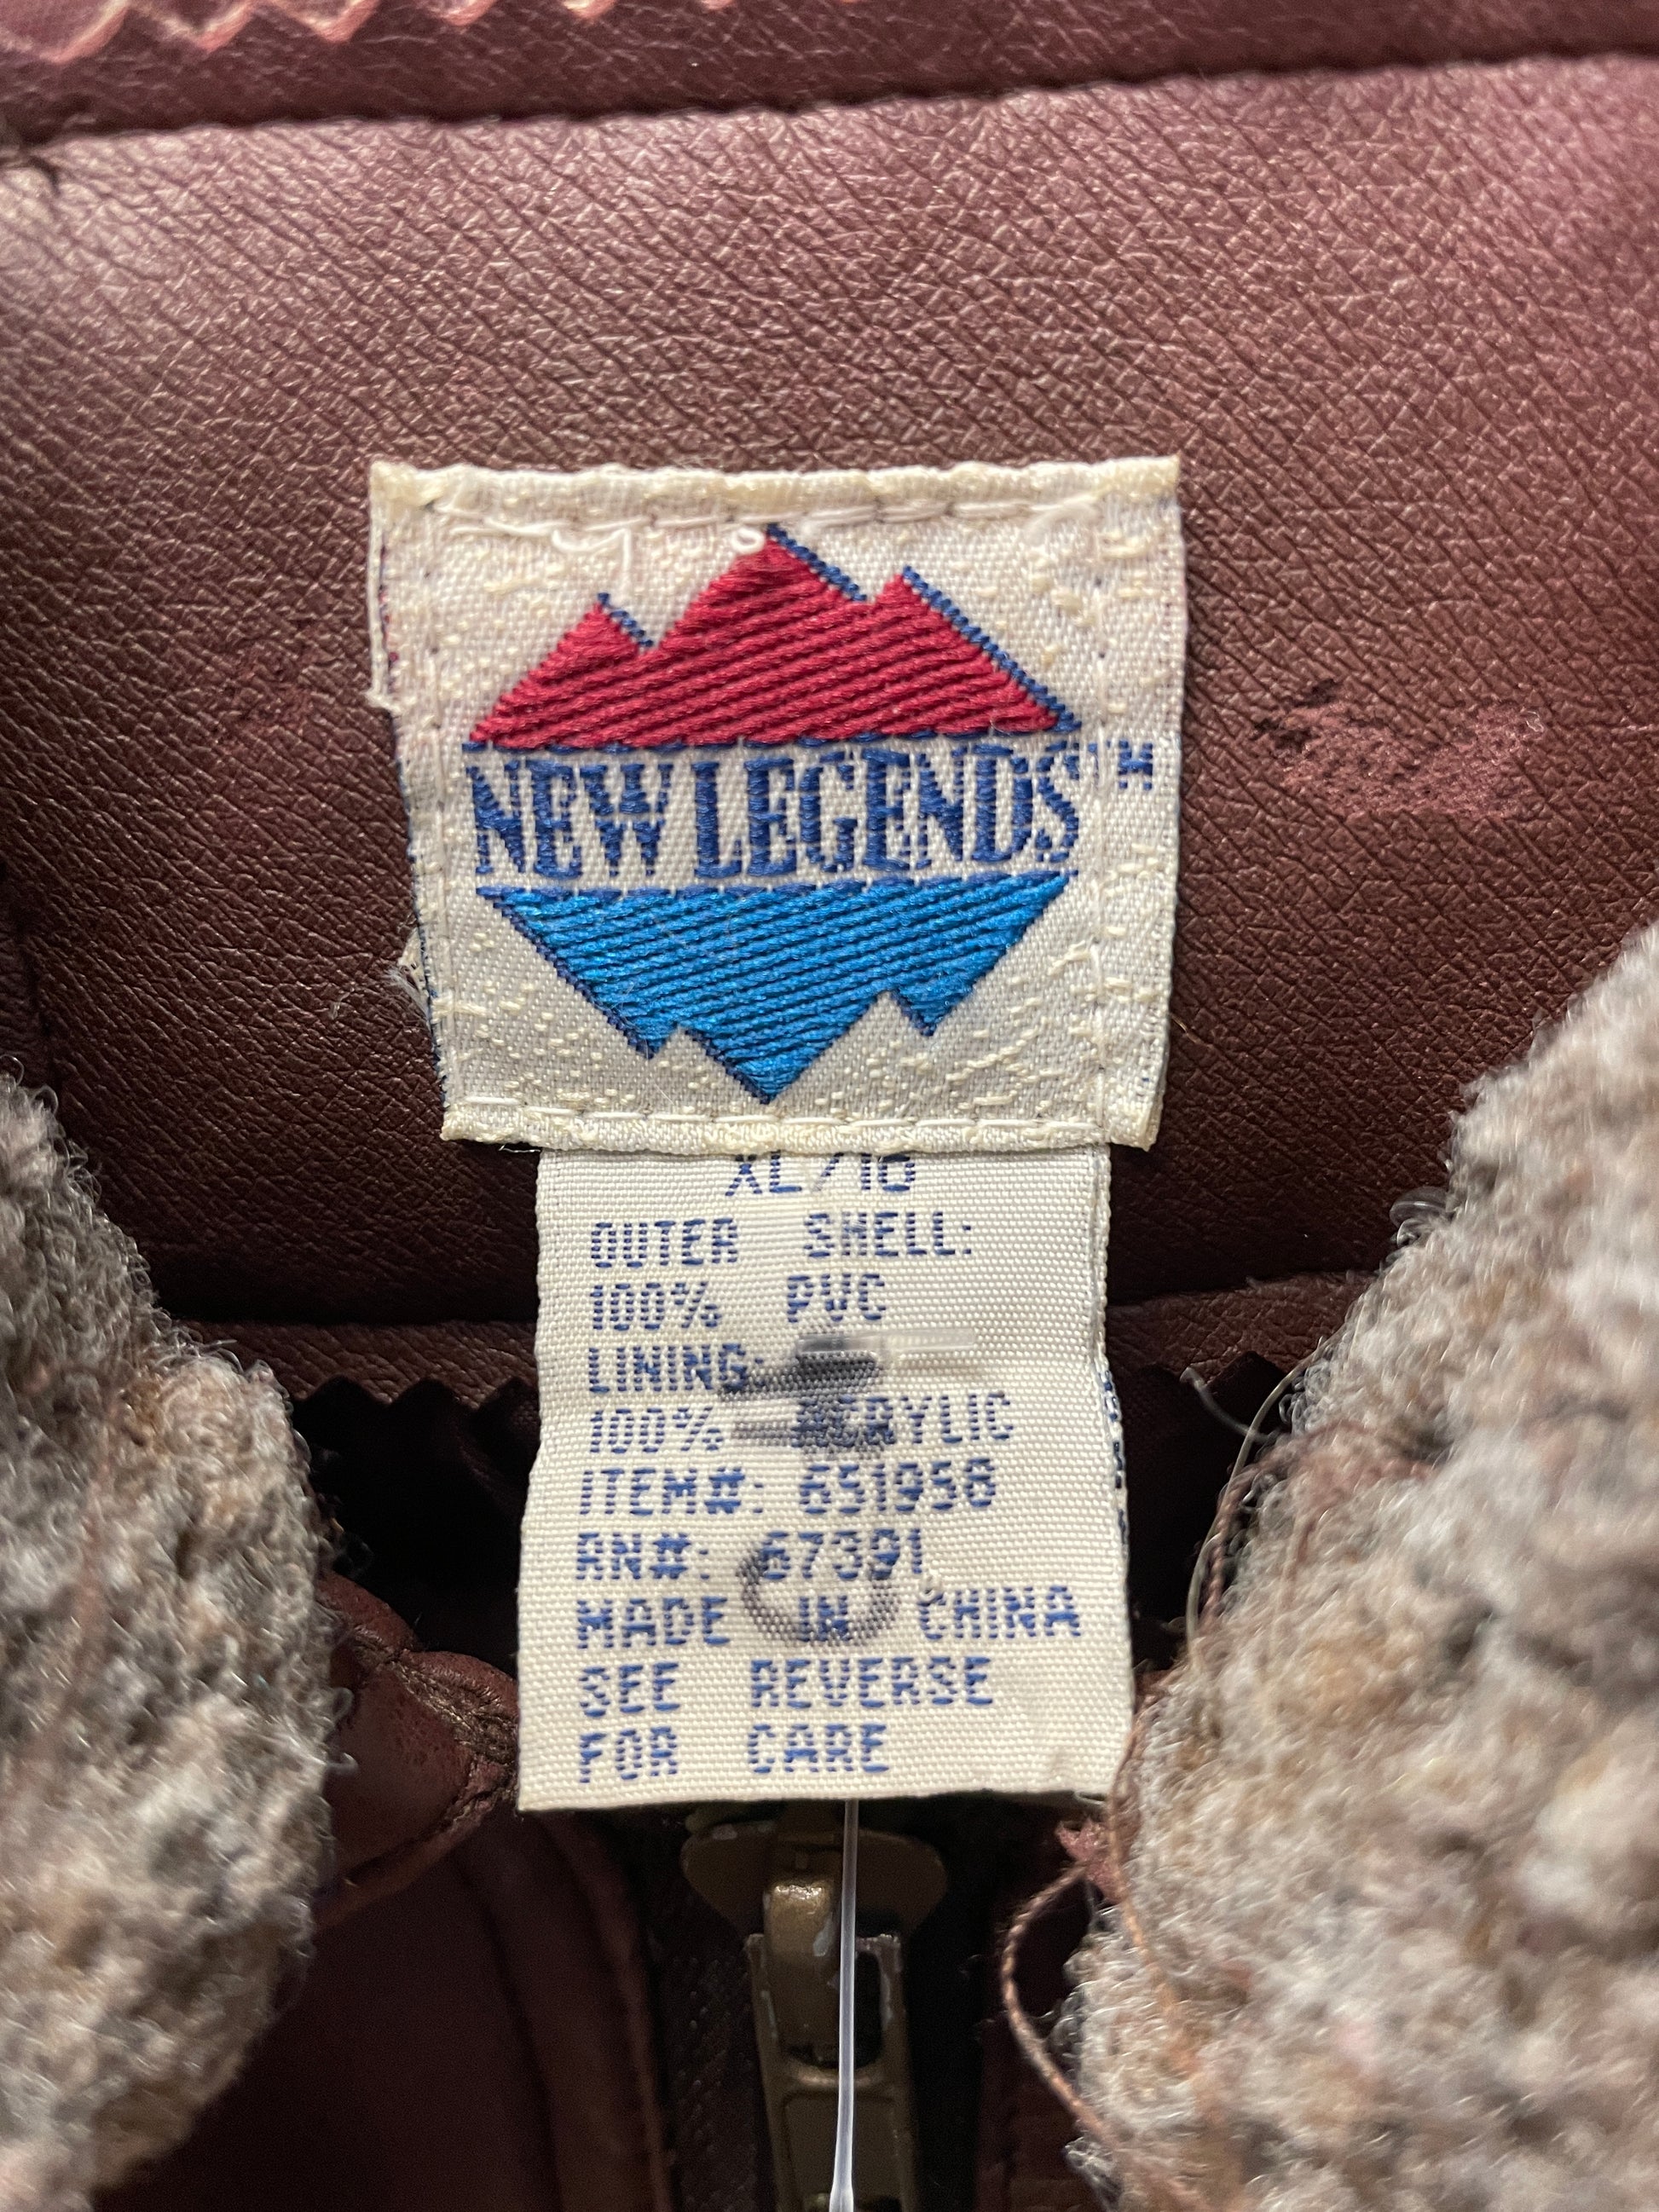 NEW LEGENDS™
XL/16
OUTER SHELL:
100% PVC
LINING:
100% ACRYLIC
ITEM#: 651958
RN#: 67391
MADE IN CHINA
SEE REVERSE
FOR CARE